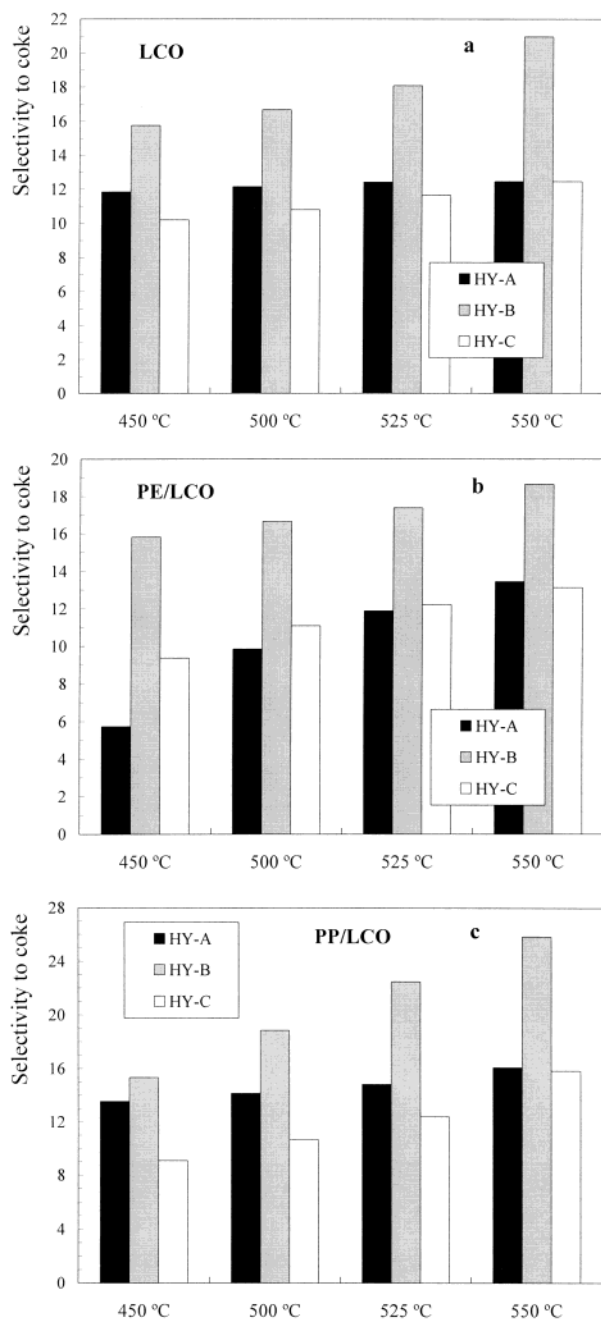 LCO
a
Selectivity to coke
22
20
18
16
14
12
10
8
6
4
2
0
HY-A
HY-B
HY-C
450 ºC 500 ºC 525 ºC 550 ºC
PE/LCO
b
Selectivity to coke
20
18
16
14
12
10
8
6
4
2
0
HY-A
HY-B
HY-C
450 ºC 500 ºC 525 ºC 550 ºC
PP/LCO
c
Selectivity to coke
28
24
20
16
12
8
4
0
HY-A
HY-B
HY-C
450 ºC 500 ºC 525 ºC 550 ºC